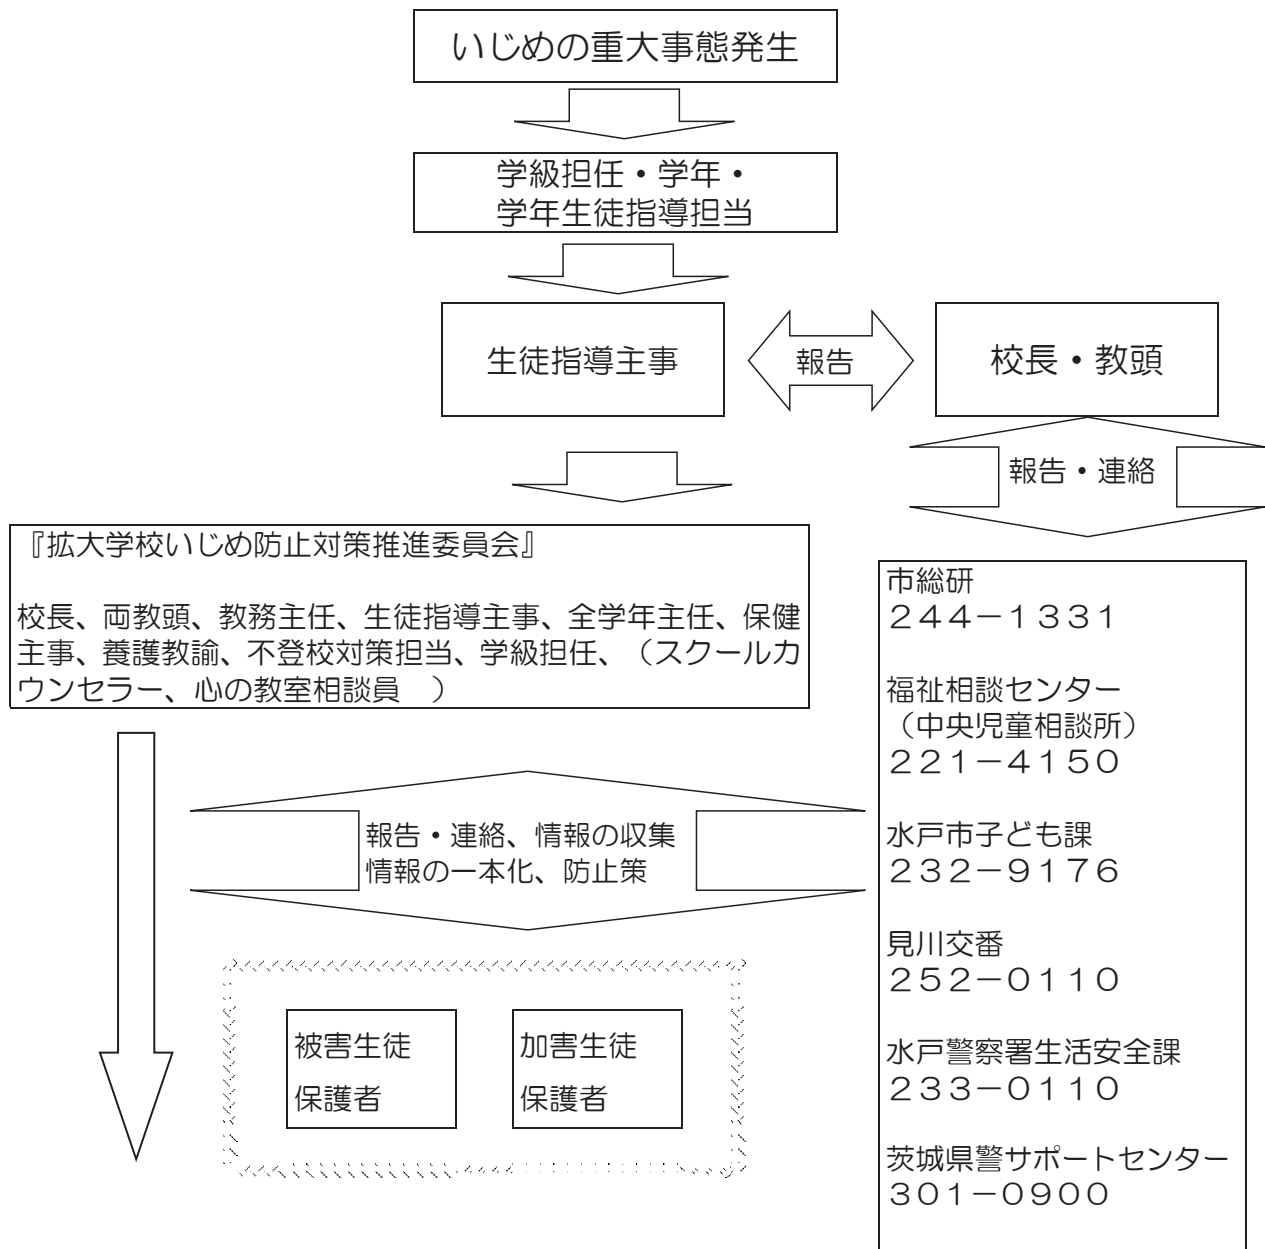 いじめの重大事態発生
学級担任・学年・
学年生徒指導担当
生徒指導主事
報告
校長・教頭
報告・連絡
『拡大学校いじめ防止対策推進委員会』
校長、両教頭、教務主任、生徒指導主事、全学年主任、保健
主事、養護教諭、不登校対策担当、学級担任、（スクールカ
ウンセラー、心の教室相談員　）
報告・連絡、情報の収集
情報の一本化、防止策
被害生徒
保護者
加害生徒
保護者
市総研
２４４－１３３１
福祉相談センター
（中央児童相談所）
２２１－４１５０
水戸市子ども課
２３２－９１７６
見川交番
２５２－０１１０
水戸警察署生活安全課
２３３－０１１０
茨城県警サポートセンター
３０１－０９００